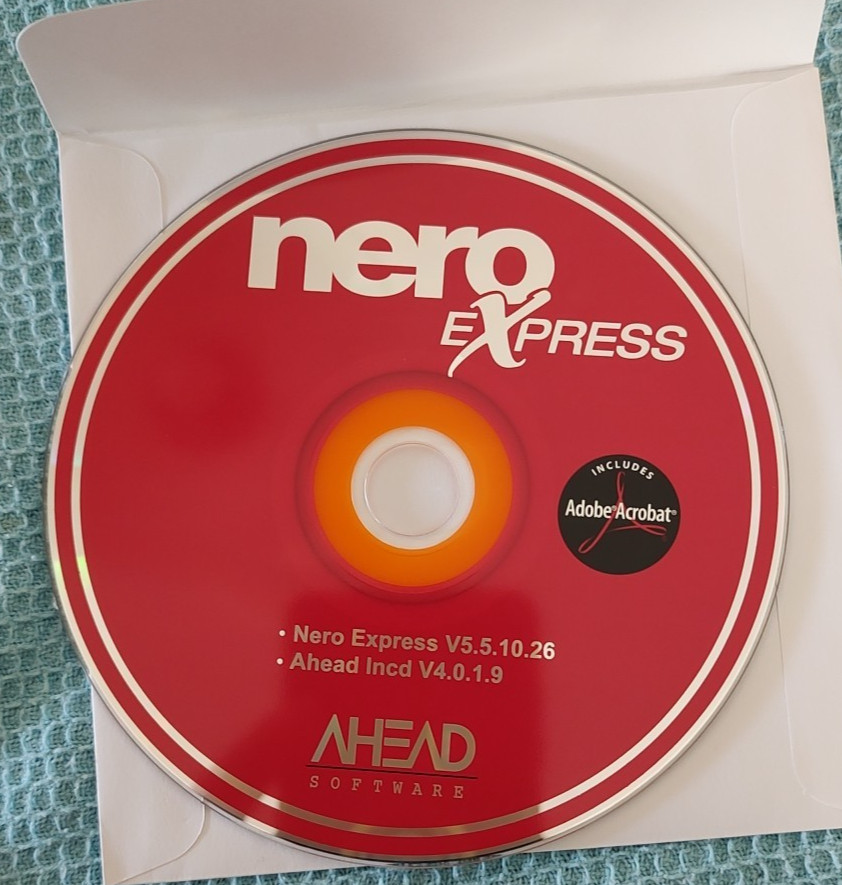 nero
EXPRESS
INCLUDES
Adobe® Acrobat®
• Nero Express V5.5.10.26
• Ahead Incd V4.0.1.9
AHEAD
SOFTWARE